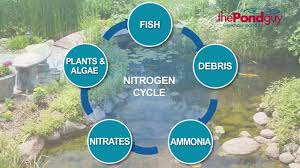 thePondguy
FISH
PLANTS &
ALGAE
DEBRIS
NITROGEN
CYCLE
NITRATES
AMMONIA